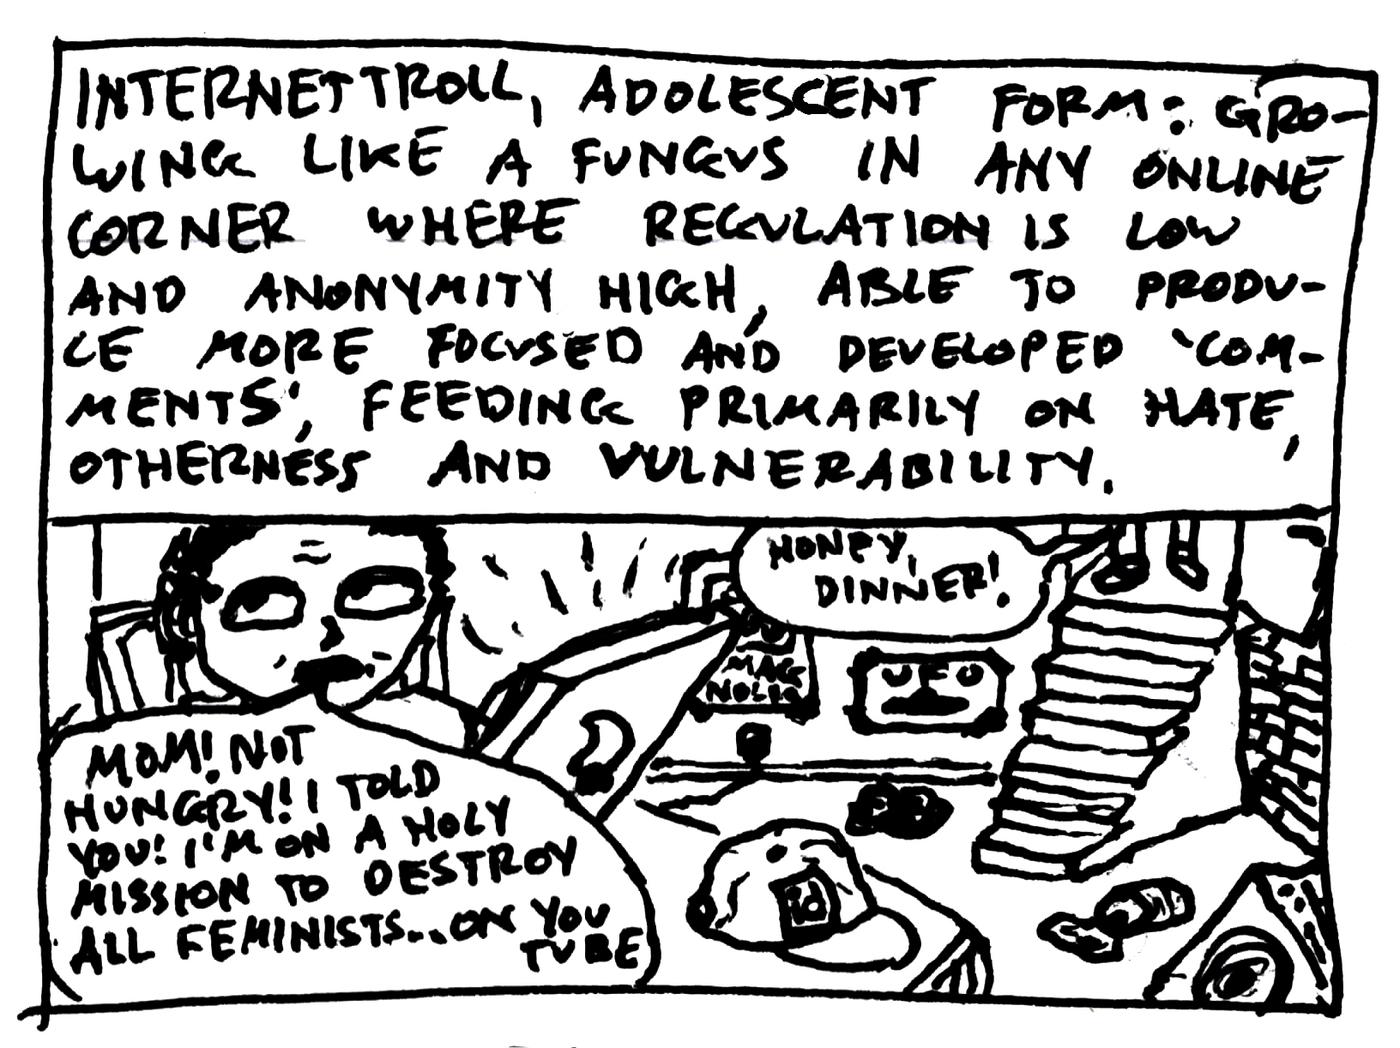 INTERNETTROLL, ADOLESCENT FORM: GRO-
WING LIKE A FUNGUS IN ANY ONLINE
CORNER WHERE REGULATION IS LOW
AND ANONYMITY HIGH, ABLE TO PRODU-
CE MORE FOCUSED AND DEVELOPED 'COM-
MENTS', FEEDING PRIMARILY ON HATE,
OTHERNESS AND VULNERABILITY.
HONEY,
DINNER!
MAG
NOLIA
UFO
MOM! NOT
HUNGRY! I TOLD
YOU! I'M ON A HOLY
MISSION TO DESTROY
ALL FEMINISTS...ON YOU
TUBE
id